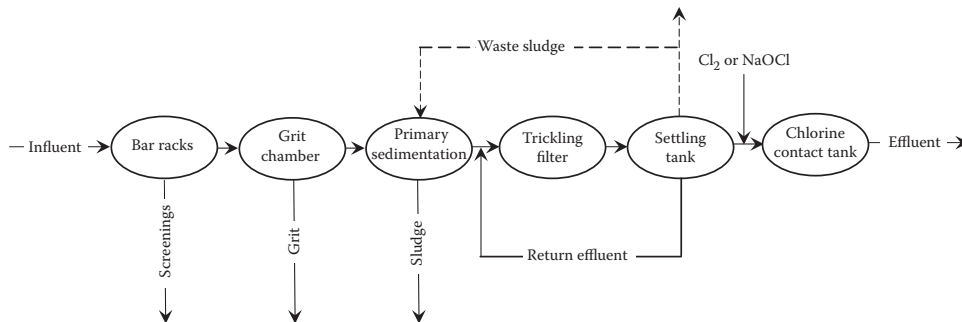 Waste sludge
Cl2 or NaOCl
Influent
Bar racks
Grit
chamber
Primary
sedimentation
Trickling
filter
Settling
tank
Chlorine
contact tank
Effluent
Screenings
Grit
Sludge
Return effluent